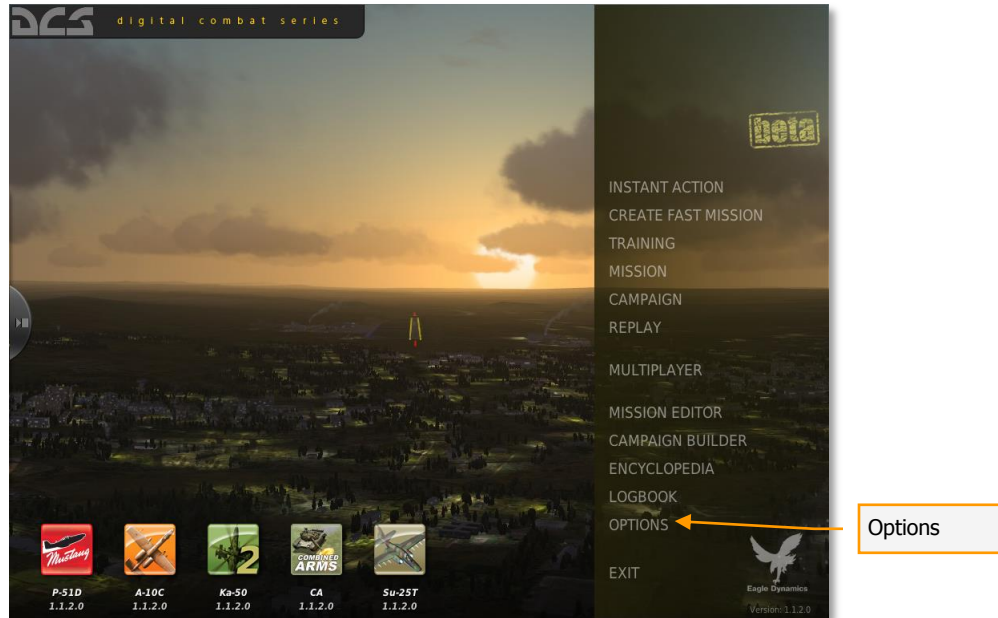 DCS digital combat series
beta
INSTANT ACTION
CREATE FAST MISSION
TRAINING
MISSION
CAMPAIGN
REPLAY
MULTIPLAYER
MISSION EDITOR
CAMPAIGN BUILDER
ENCYCLOPEDIA
LOGBOOK
OPTIONS
Options
EXIT
Mustang
2
COMBINED
ARMS
P-51D
1.1.2.0
A-10C
1.1.2.0
Ka-50
1.1.2.0
CA
1.1.2.0
Su-25T
1.1.2.0
Eagle Dynamics
Version: 1.1.2.0